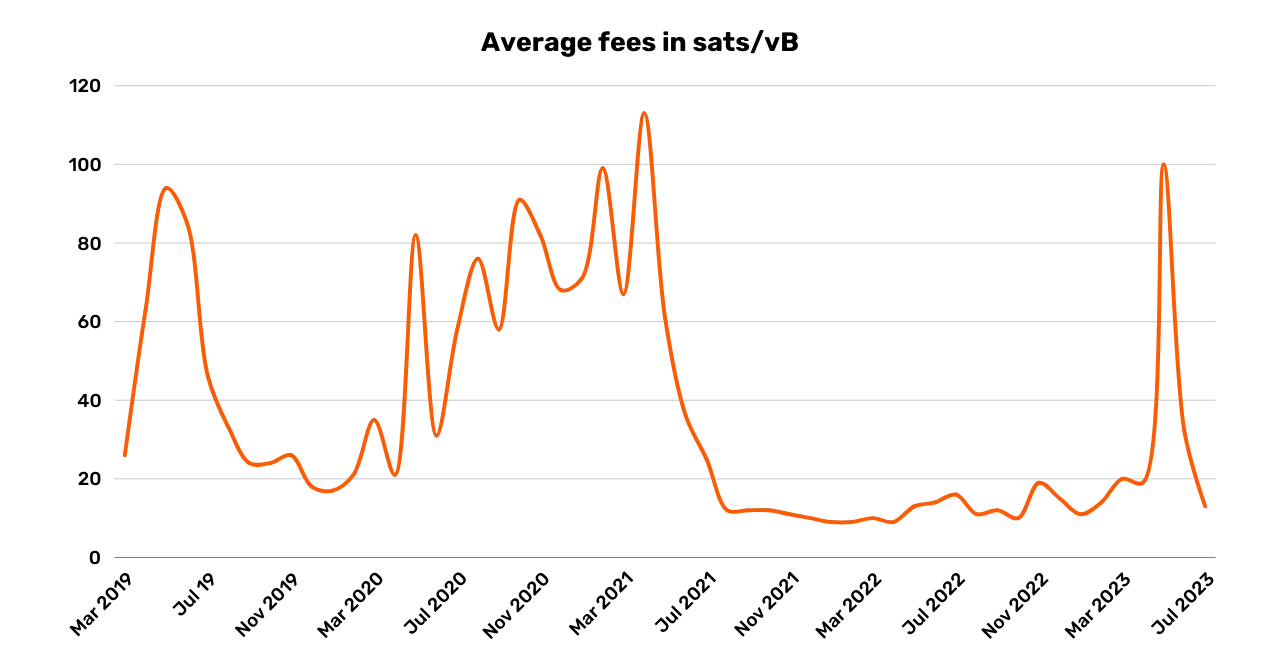 Average fees in sats/vB
120
100
80
60
40
20
0
Mar 2019
Jul 19
Nov 2019
Mar 2020
Jul 2020
Nov 2020
Mar 2021
Jul 2021
Nov 2021
Mar 2022
Jul 2022
Nov 2022
Mar 2023
Jul 2023